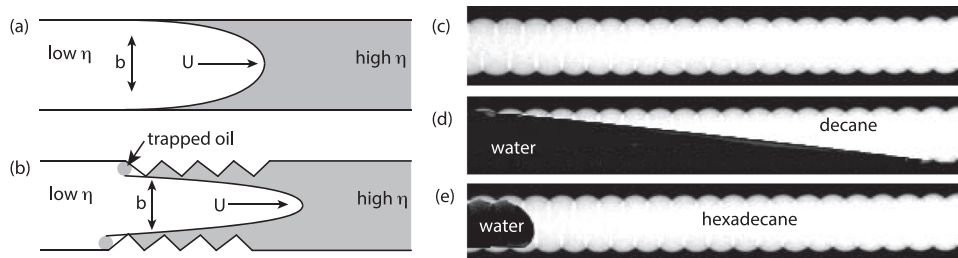 (a)
low η
b
U
high η
(b)
trapped oil
low η
b
U
high η
(c)
(d)
water
decane
(e)
water
hexadecane